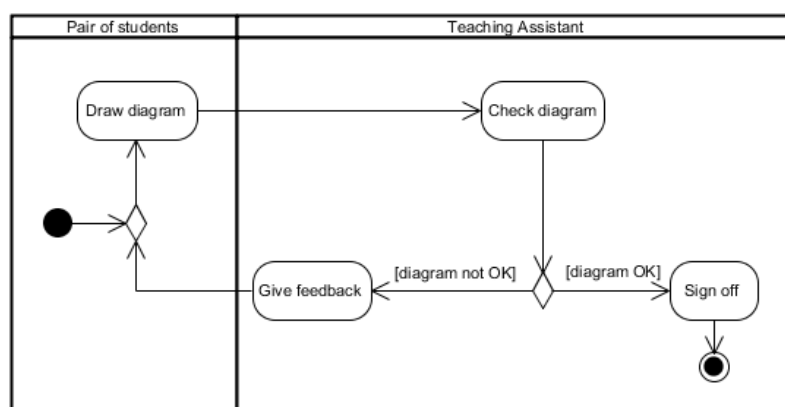 Pair of students
Teaching Assistant
Draw diagram
Check diagram
[diagram not OK]
[diagram OK]
Give feedback
Sign off